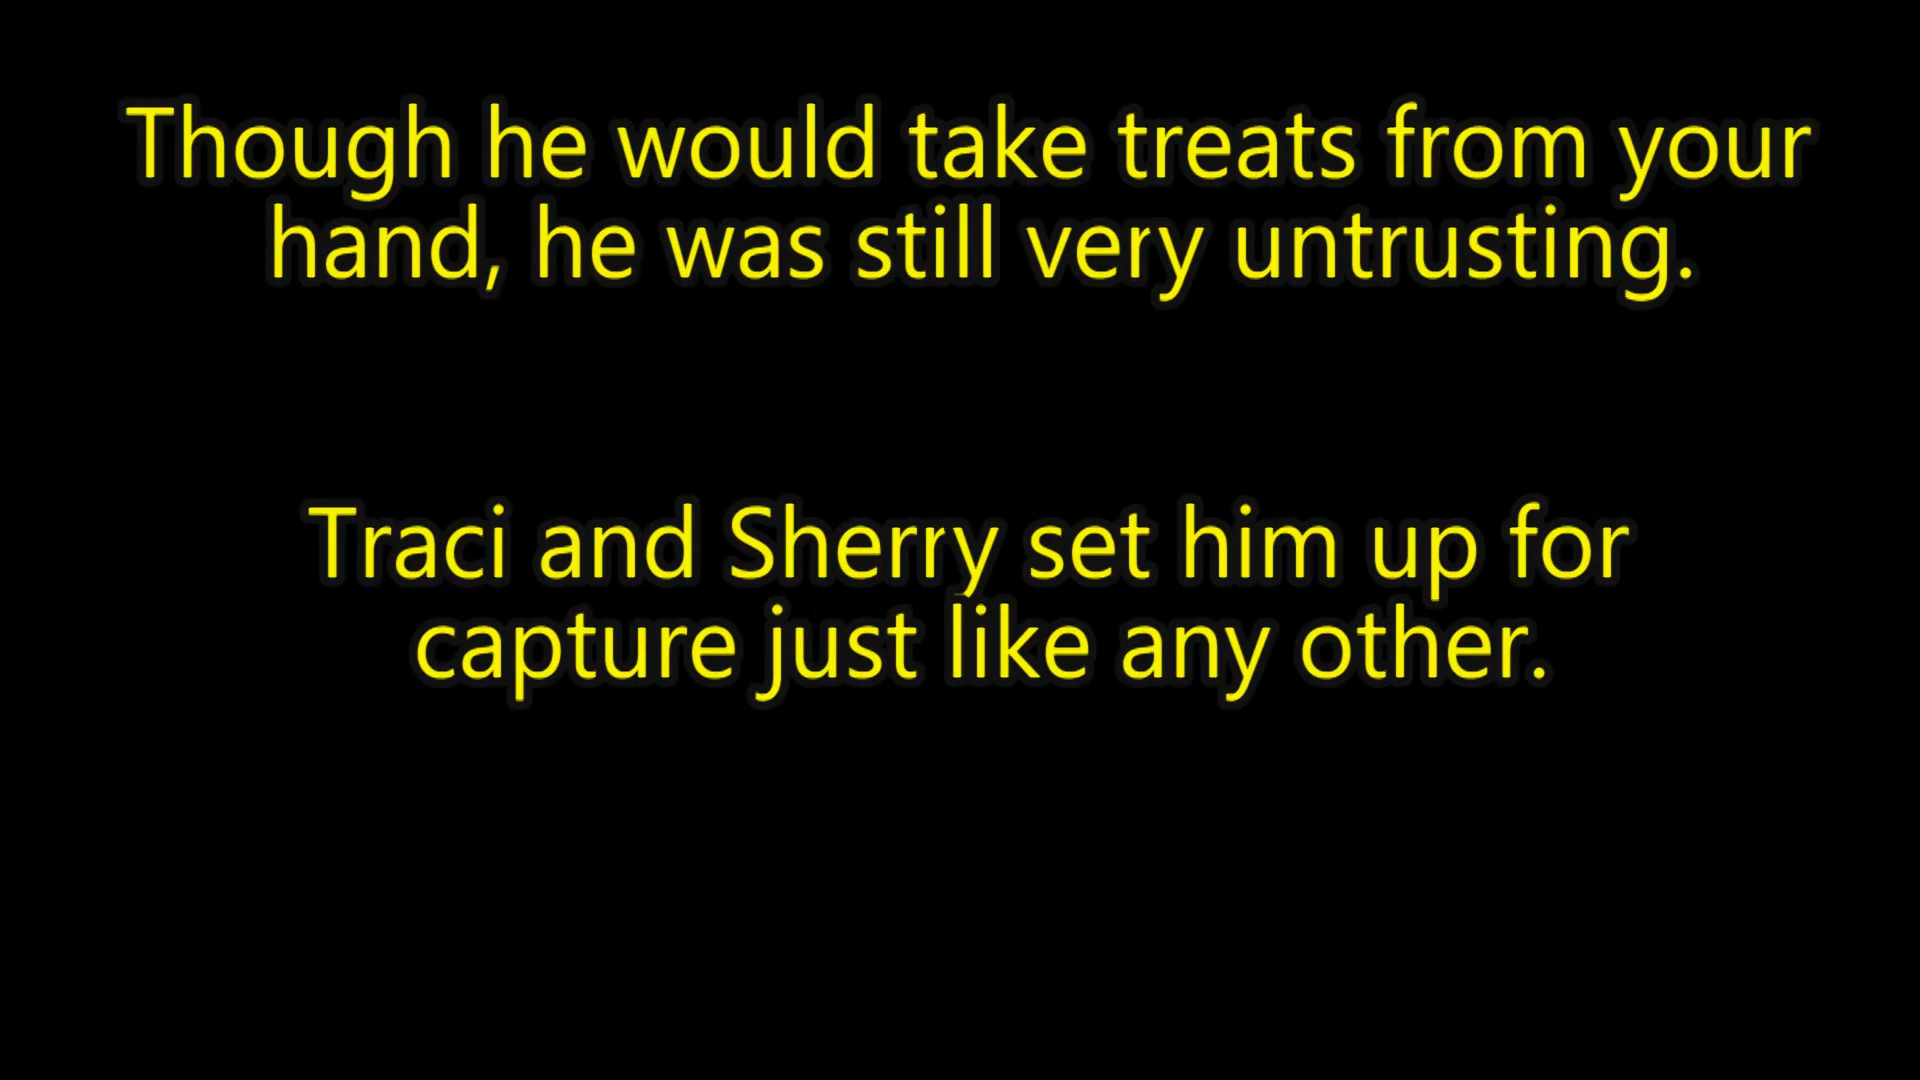 Though he would take treats from your
hand, he was still very untrusting.
Traci and Sherry set him up for
capture just like any other.